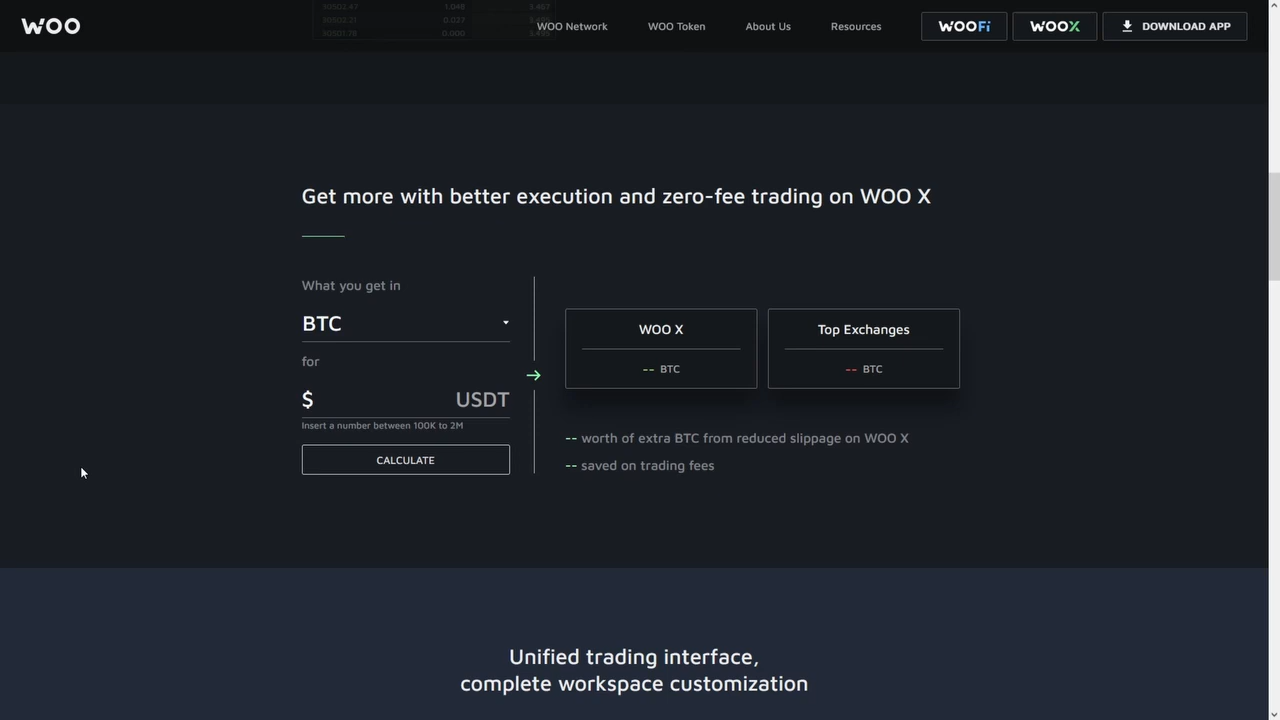 WOO
WOO Network
WOO Token
About Us
Resources
WOOFi
WOOX
DOWNLOAD APP
Get more with better execution and zero-fee trading on WOO X
What you get in
BTC
for
$ USDT
Insert a number between 100K to 2M
CALCULATE
WOO X
-- BTC
Top Exchanges
-- BTC
-- worth of extra BTC from reduced slippage on WOO X
-- saved on trading fees
Unified trading interface,
complete workspace customization